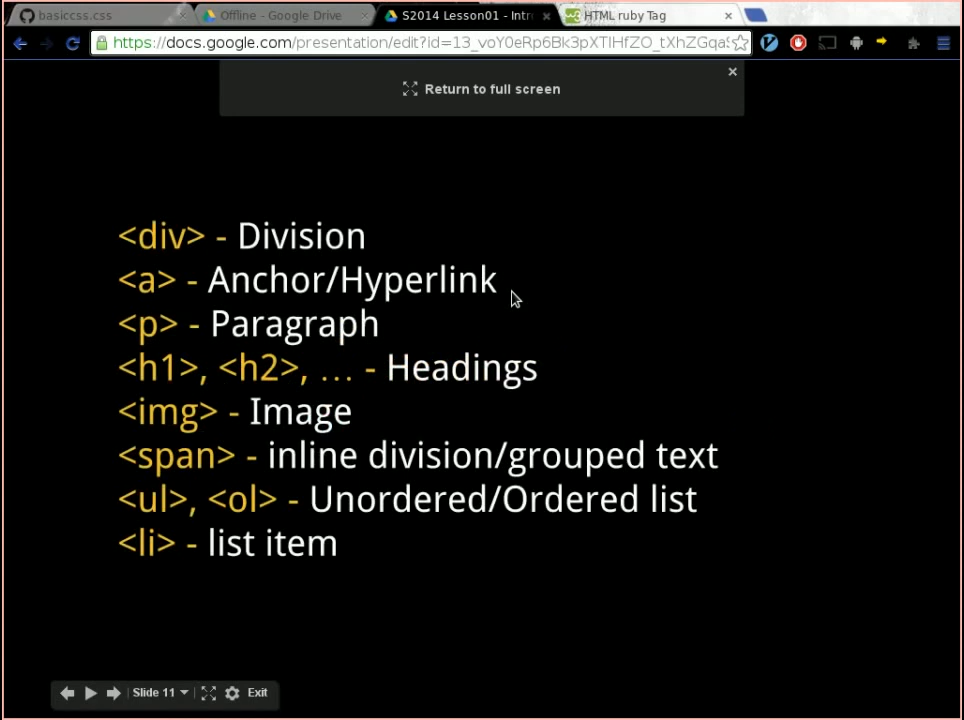 basiccss.css
Offline - Google Drive
S2014 Lesson01 - Intr
HTML ruby Tag
https://docs.google.com/presentation/edit?id=13_voY0eRp6Bk3pXTIHfZO_tXhZGqaS
Return to full screen
<div> - Division
<a> - Anchor/Hyperlink
<p> - Paragraph
<h1>, <h2>, … - Headings
<img> - Image
<span> - inline division/grouped text
<ul>, <ol> - Unordered/Ordered list
<li> - list item
Slide 11
Exit